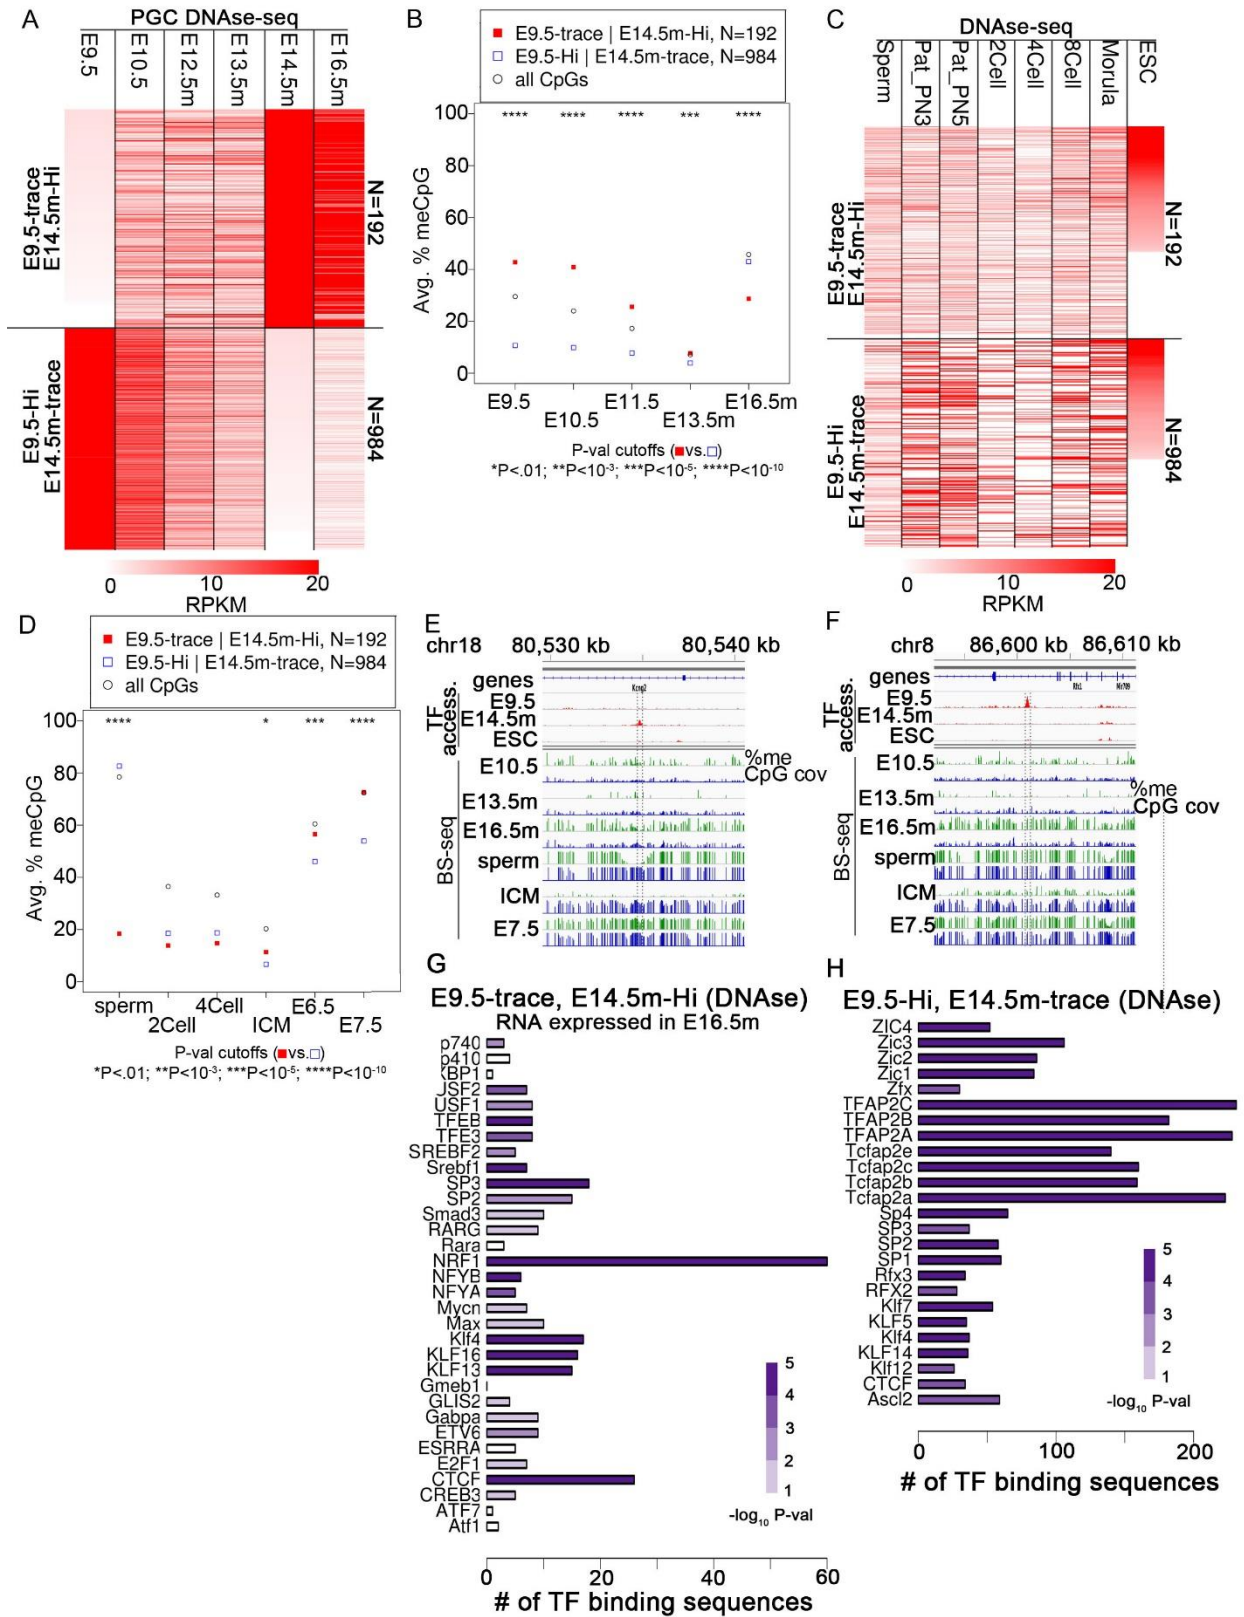 A
PGC DNAse-seq
E9.5
E10.5
E12.5m
E13.5m
E14.5m
E16.5m
E9.5-trace
E14.5m-Hi
N=192
E9.5-Hi
E14.5m-trace
N=984
0 10 20
RPKM
B
E9.5-trace | E14.5m-Hi, N=192
E9.5-Hi | E14.5m-trace, N=984
all CpGs
100
80
60
40
20
0
Avg. % meCpG
**** **** **** *** ****
E9.5 E10.5 E11.5 E13.5m E16.5m
P-val cutoffs (■vs.□)
*P<.01; **P<10-3; ***P<10-5; ****P<10-10
C
DNAse-seq
Sperm
Pat_PN3
Pat_PN5
2Cell
4Cell
8Cell
Morula
ESC
E9.5-trace
E14.5m-Hi
N=192
E9.5-Hi
E14.5m-trace
N=984
0 10 20
RPKM
D
E9.5-trace | E14.5m-Hi, N=192
E9.5-Hi | E14.5m-trace, N=984
all CpGs
100
80
60
40
20
0
Avg. % meCpG
**** * *** ****
sperm 2Cell 4Cell ICM E6.5 E7.5
P-val cutoffs (■vs.□)
*P<.01; **P<10-3; ***P<10-5; ****P<10-10
E
chr18 80,530 kb 80,540 kb
genes
TF access.
E9.5
E14.5m
ESC
BS-seq
E10.5
%me
CpG cov
E13.5m
E16.5m
sperm
ICM
E7.5
F
chr8 86,600 kb 86,610 kb
genes
TF access.
E9.5
E14.5m
ESC
BS-seq
E10.5
E13.5m
%me
CpG cov
E16.5m
sperm
ICM
E7.5
G
E9.5-trace, E14.5m-Hi (DNAse)
RNA expressed in E16.5m
p740
p410
XBP1
USF2
USF1
TFEB
TFE3
SREBF2
Srebf1
SP3
SP2
Smad3
RARG
Rara
NRF1
NFYB
NFYA
Mycn
Max
Klf4
KLF16
KLF13
Gmeb1
GLIS2
Gabpa
ETV6
ESRRA
E2F1
CTCF
CREB3
ATF7
Atf1
5
4
3
2
1
-log10 P-val
0 20 40 60
# of TF binding sequences
H
E9.5-Hi, E14.5m-trace (DNAse)
ZIC4
Zic3
Zic2
Zic1
Zfx
TFAP2C
TFAP2B
TFAP2A
Tcfap2e
Tcfap2c
Tcfap2b
Tcfap2a
Sp4
SP3
SP2
SP1
Rfx3
RFX2
Klf7
KLF5
Klf4
KLF14
Klf12
CTCF
Ascl2
5
4
3
2
1
-log10 P-val
0 100 200
# of TF binding sequences